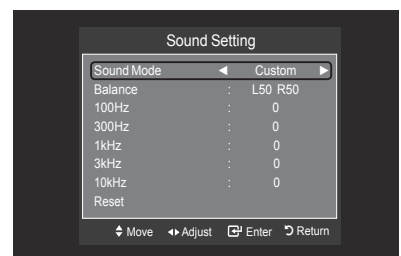 Sound Setting
Sound Mode ◄ Custom ►
Balance : L50 R50
100Hz : 0
300Hz : 0
1kHz : 0
3kHz : 0
10kHz : 0
Reset
Move Adjust Enter Return